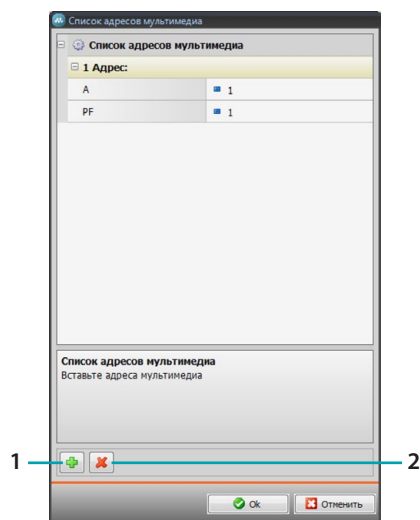 Список адресов мультимедиа
Список адресов мультимедиа
1 Адрес:
A 1
PF 1
Список адресов мультимедиа
Вставьте адреса мультимедиа
1 2
Ok Отменить